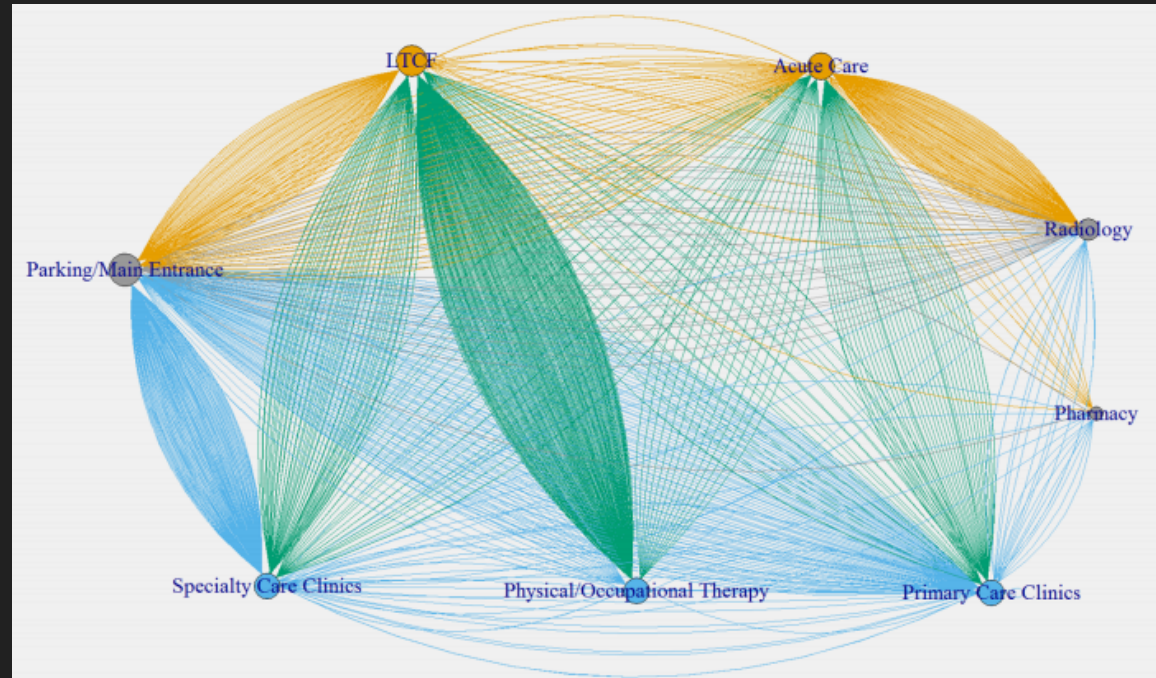 LTCF
Acute Care
Radiology
Parking/Main Entrance
Pharmacy
Specialty Care Clinics
Physical/Occupational Therapy
Primary Care Clinics